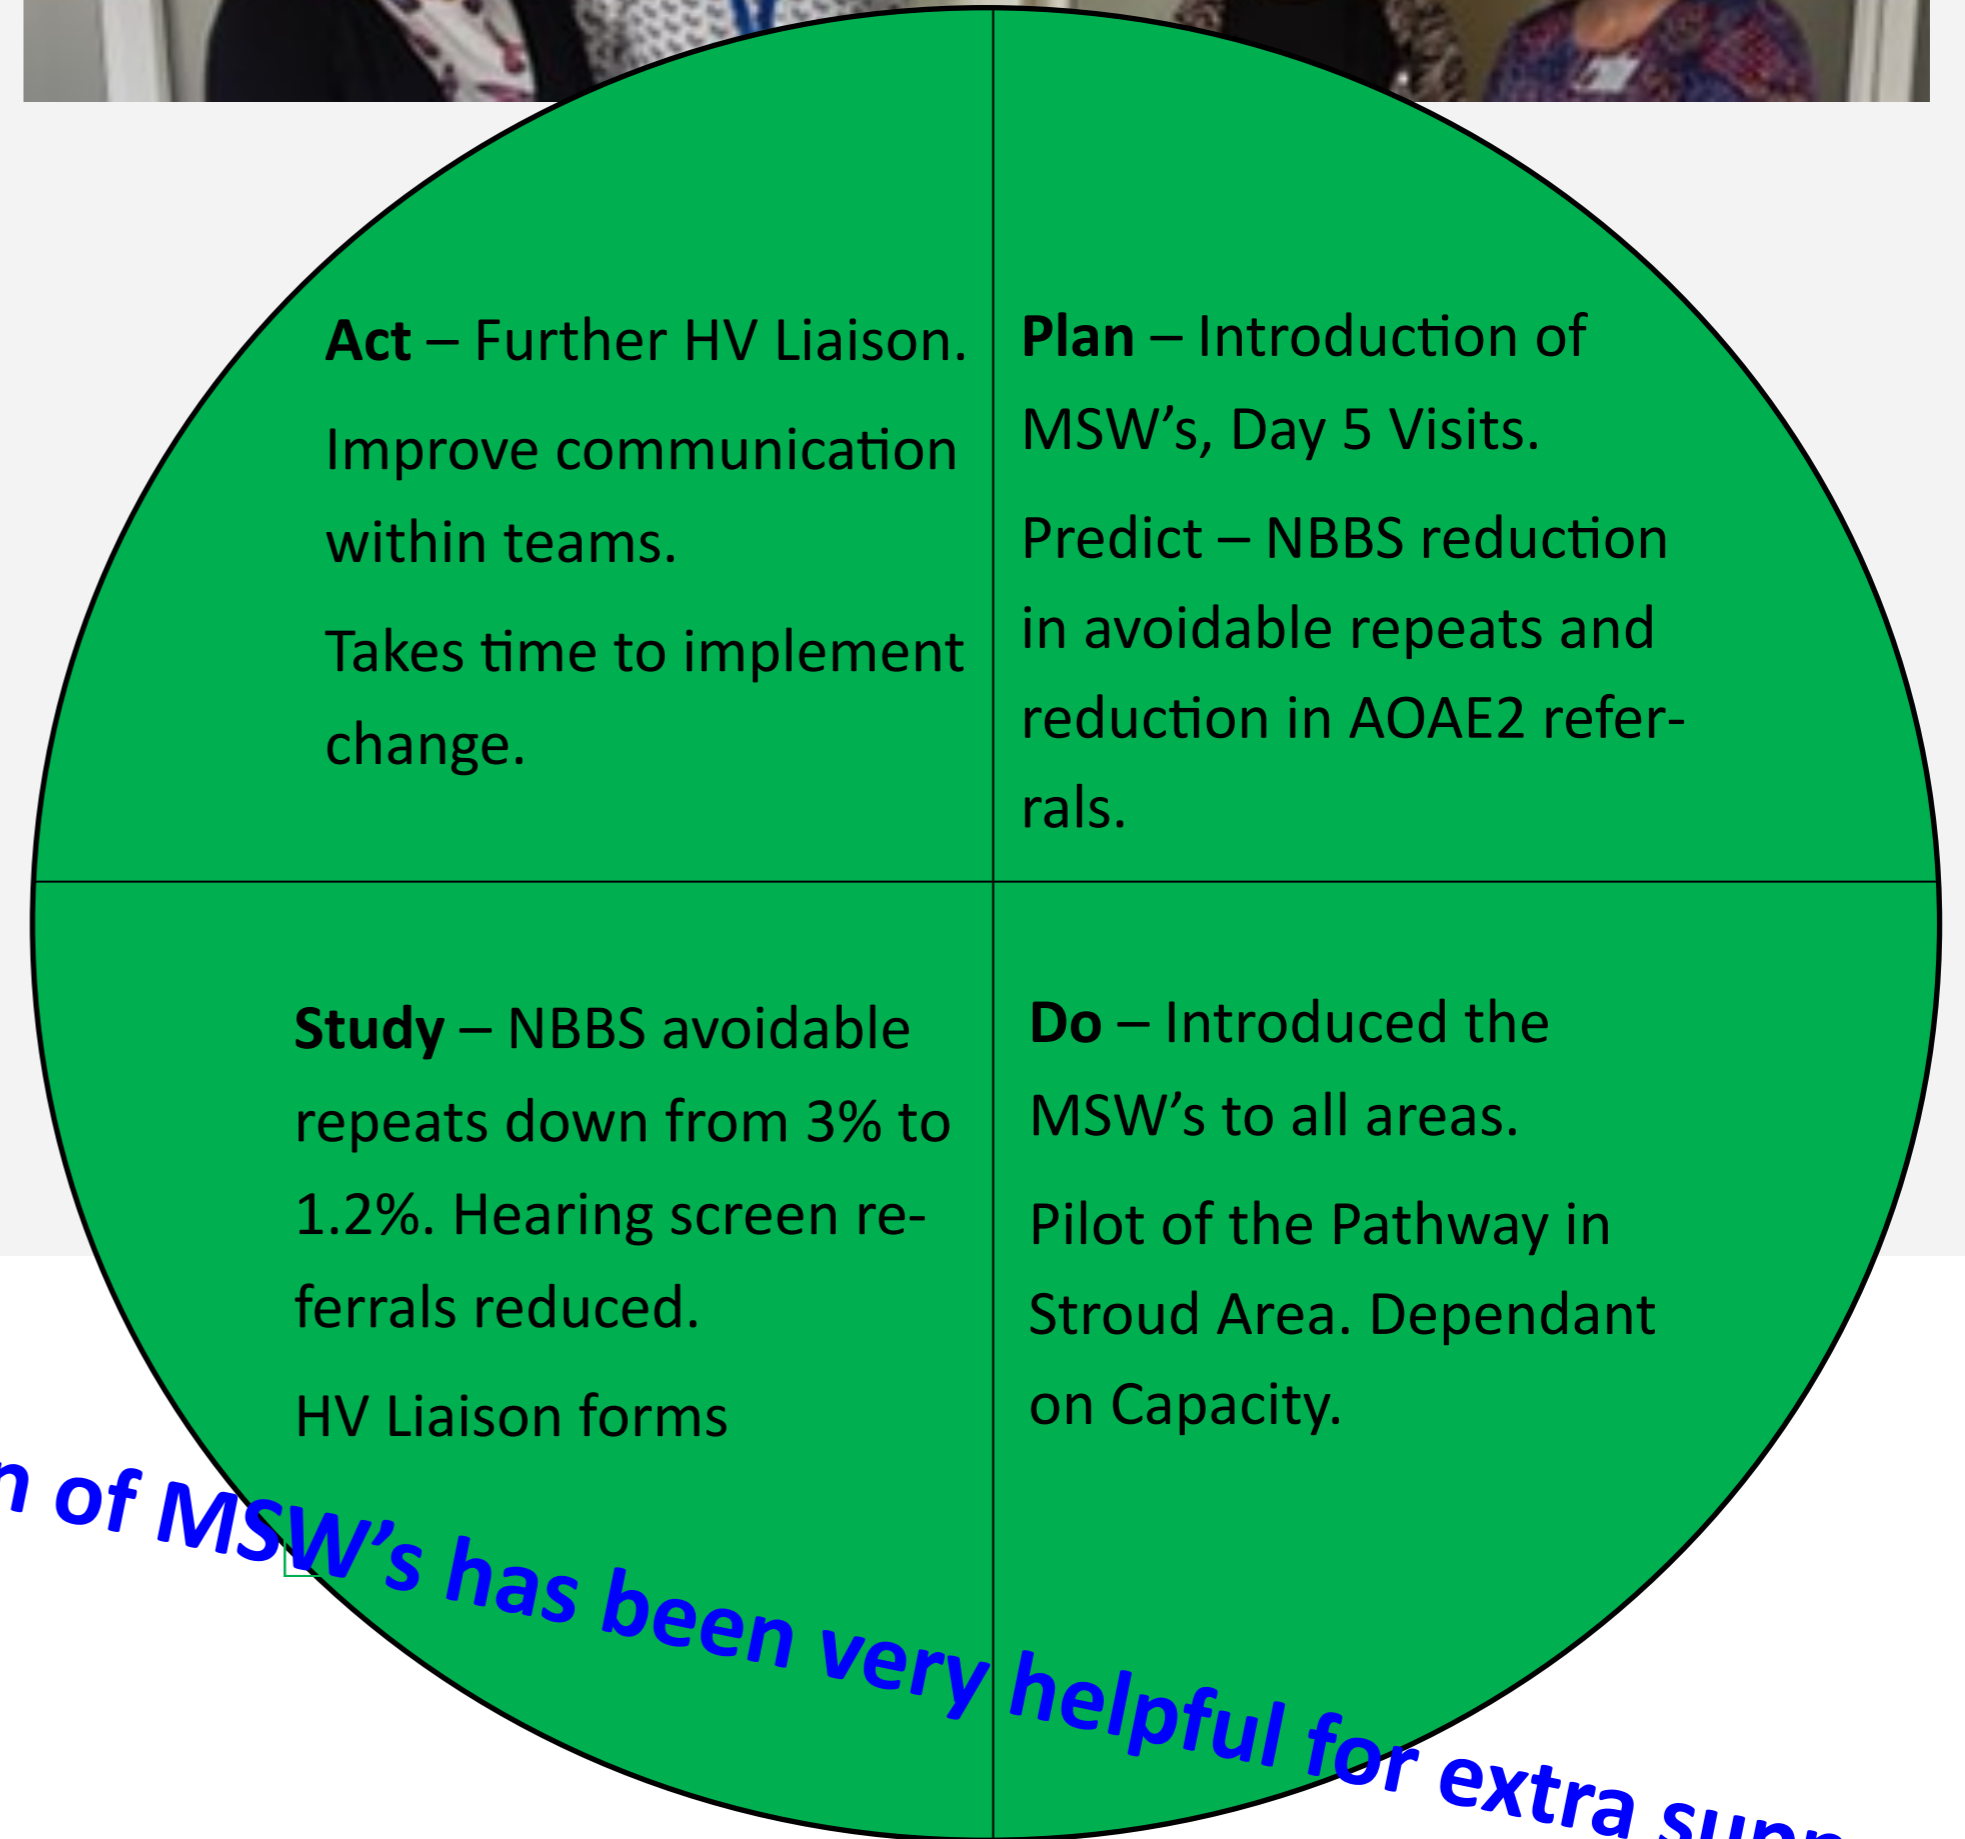 Act – Further HV Liaison.
Improve communication
within teams.
Takes time to implement
change.
Plan – Introduction of
MSW’s, Day 5 Visits.
Predict – NBBS reduction
in avoidable repeats and
reduction in AOAE2 refer-
rals.
Study – NBBS avoidable
repeats down from 3% to
1.2%. Hearing screen re-
ferrals reduced.
HV Liaison forms
Do – Introduced the
MSW’s to all areas.
Pilot of the Pathway in
Stroud Area. Dependant
on Capacity.
of MSW’s has been very helpful for extra